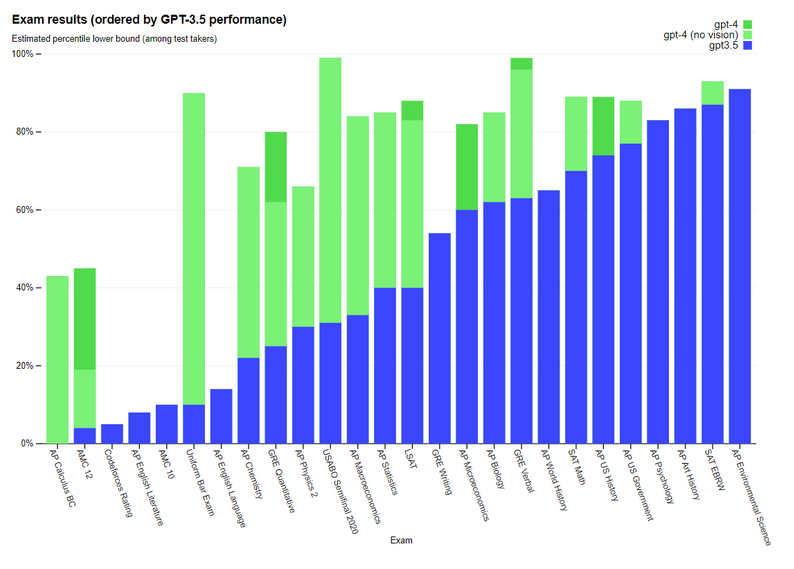 Exam results (ordered by GPT-3.5 performance)
Estimated percentile lower bound (among test takers)
gpt-4
gpt-4 (no vision)
gpt3.5
100%
80%
60%
40%
20%
0%
AP Calculus BC
AMC 12
Codeforces Rating
AP English Literature
AMC 10
Uniform Bar Exam
AP English Language
AP Chemistry
GRE Quantitative
AP Physics 2
USABO Semifinal 2020
AP Macroeconomics
AP Statistics
LSAT
GRE Writing
AP Microeconomics
AP Biology
GRE Verbal
AP World History
SAT Math
AP US History
AP US Government
AP Psychology
AP Art History
SAT EBRW
AP Environmental Science
Exam